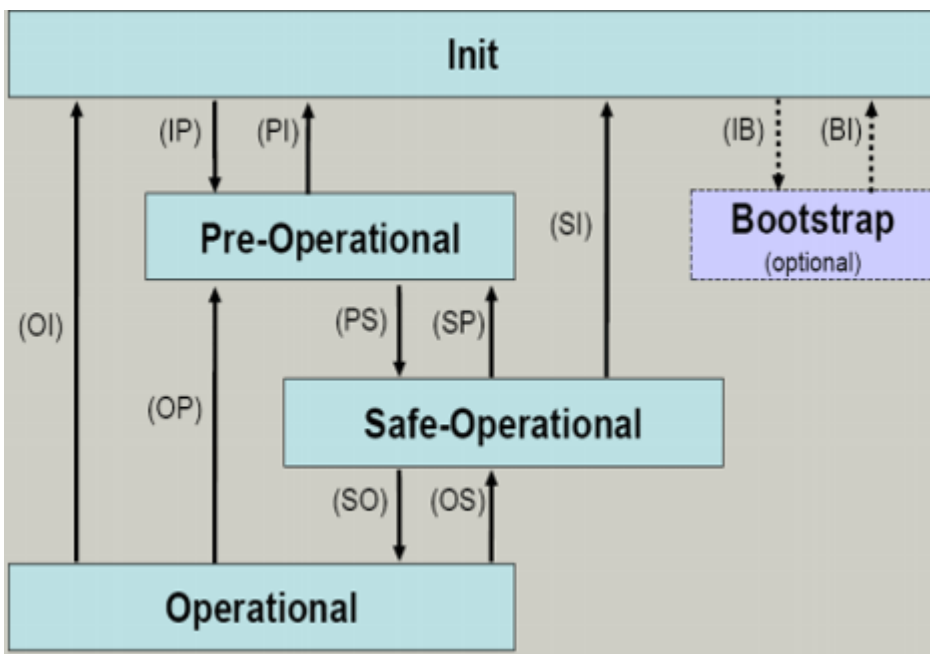 Init
(IP)
(PI)
(IB)
(BI)
Pre-Operational
(SI)
Bootstrap
(optional)
(OI)
(PS)
(SP)
(OP)
Safe-Operational
(SO)
(OS)
Operational